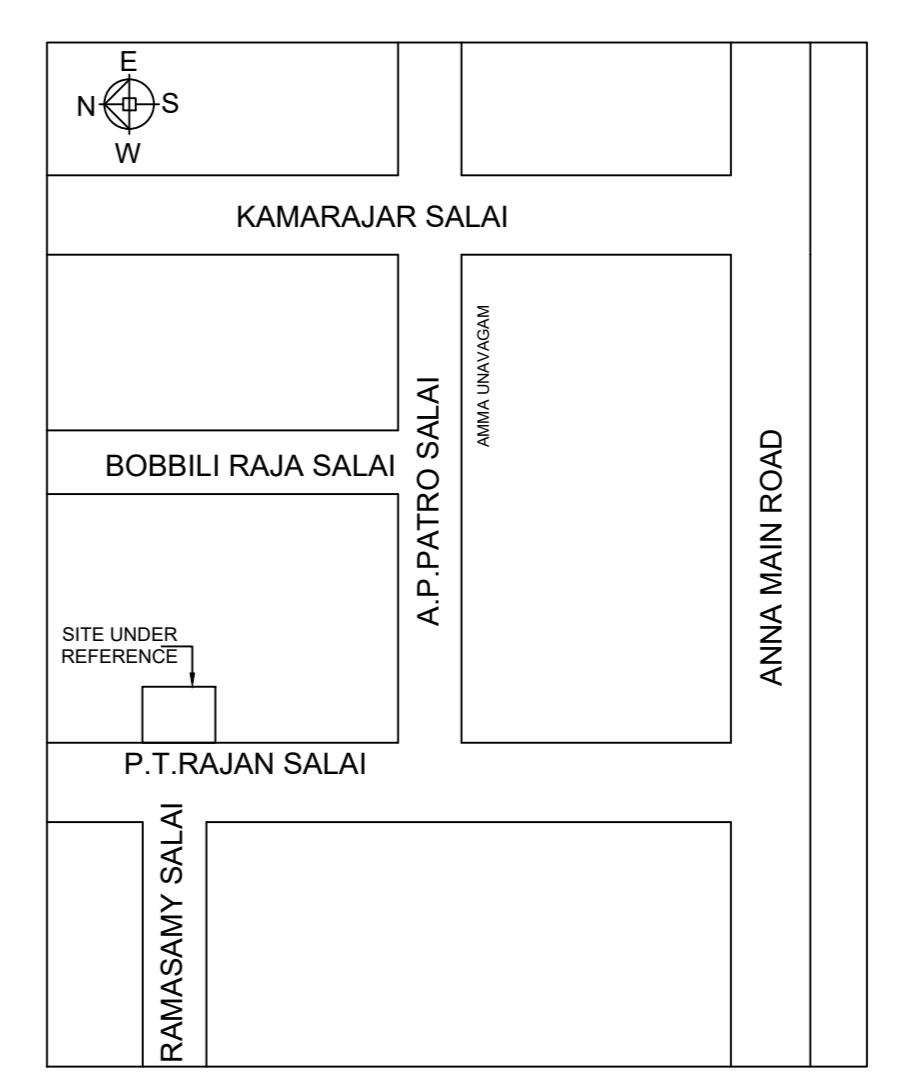 E
N S
W
KAMARAJAR SALAI
AMMA UNAVAGAM
A.P.PATRO SALAI
BOBBILI RAJA SALAI
ANNA MAIN ROAD
SITE UNDER
REFERENCE
P.T.RAJAN SALAI
RAMASAMY SALAI